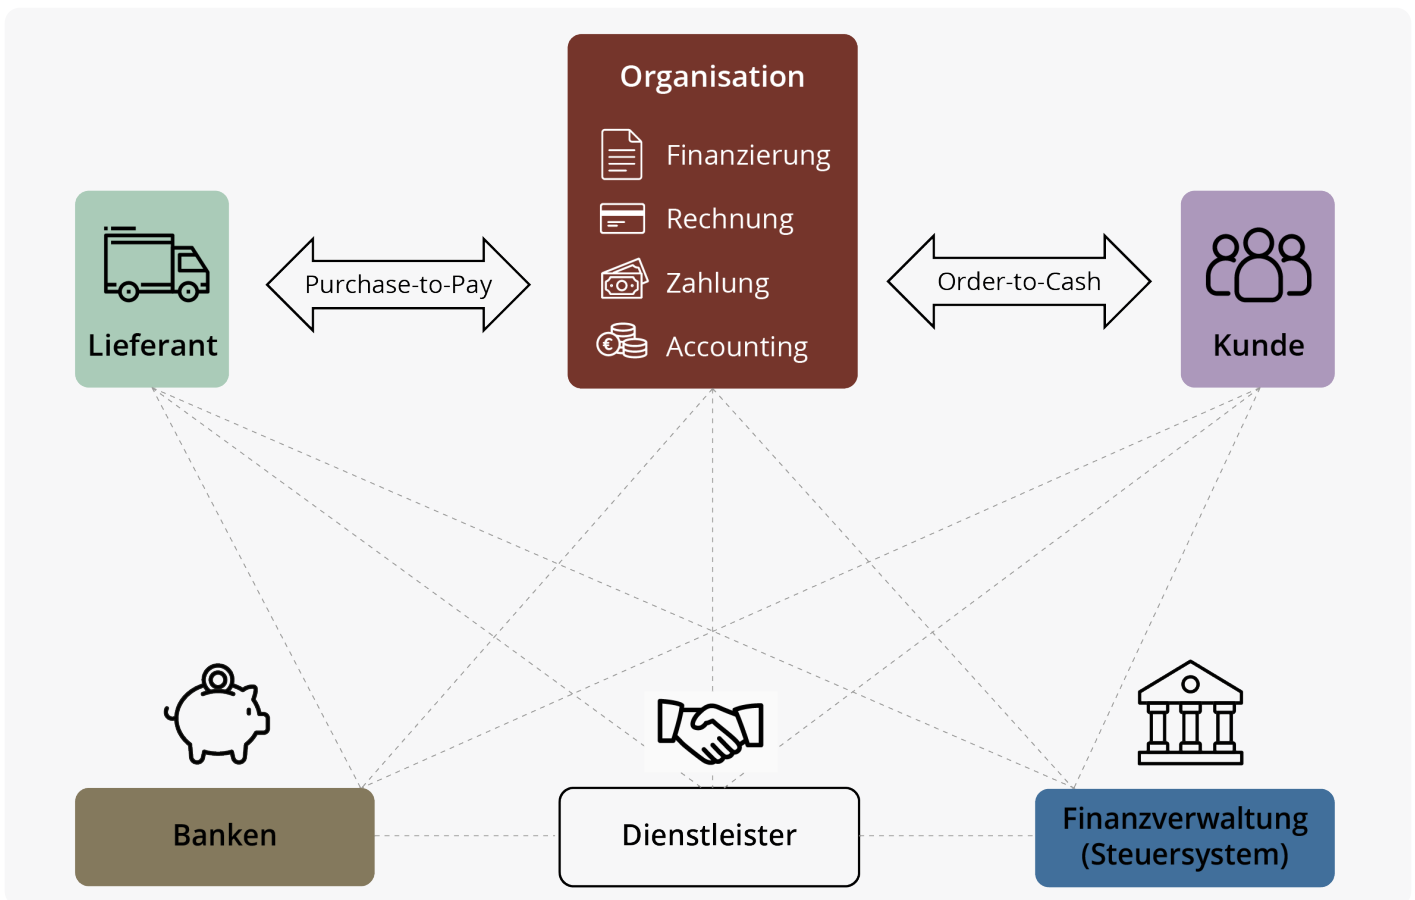 Organisation
Finanzierung
Rechnung
Zahlung
Accounting
Lieferant
Purchase-to-Pay
Order-to-Cash
Kunde
Banken
Dienstleister
Finanzverwaltung
(Steuersystem)